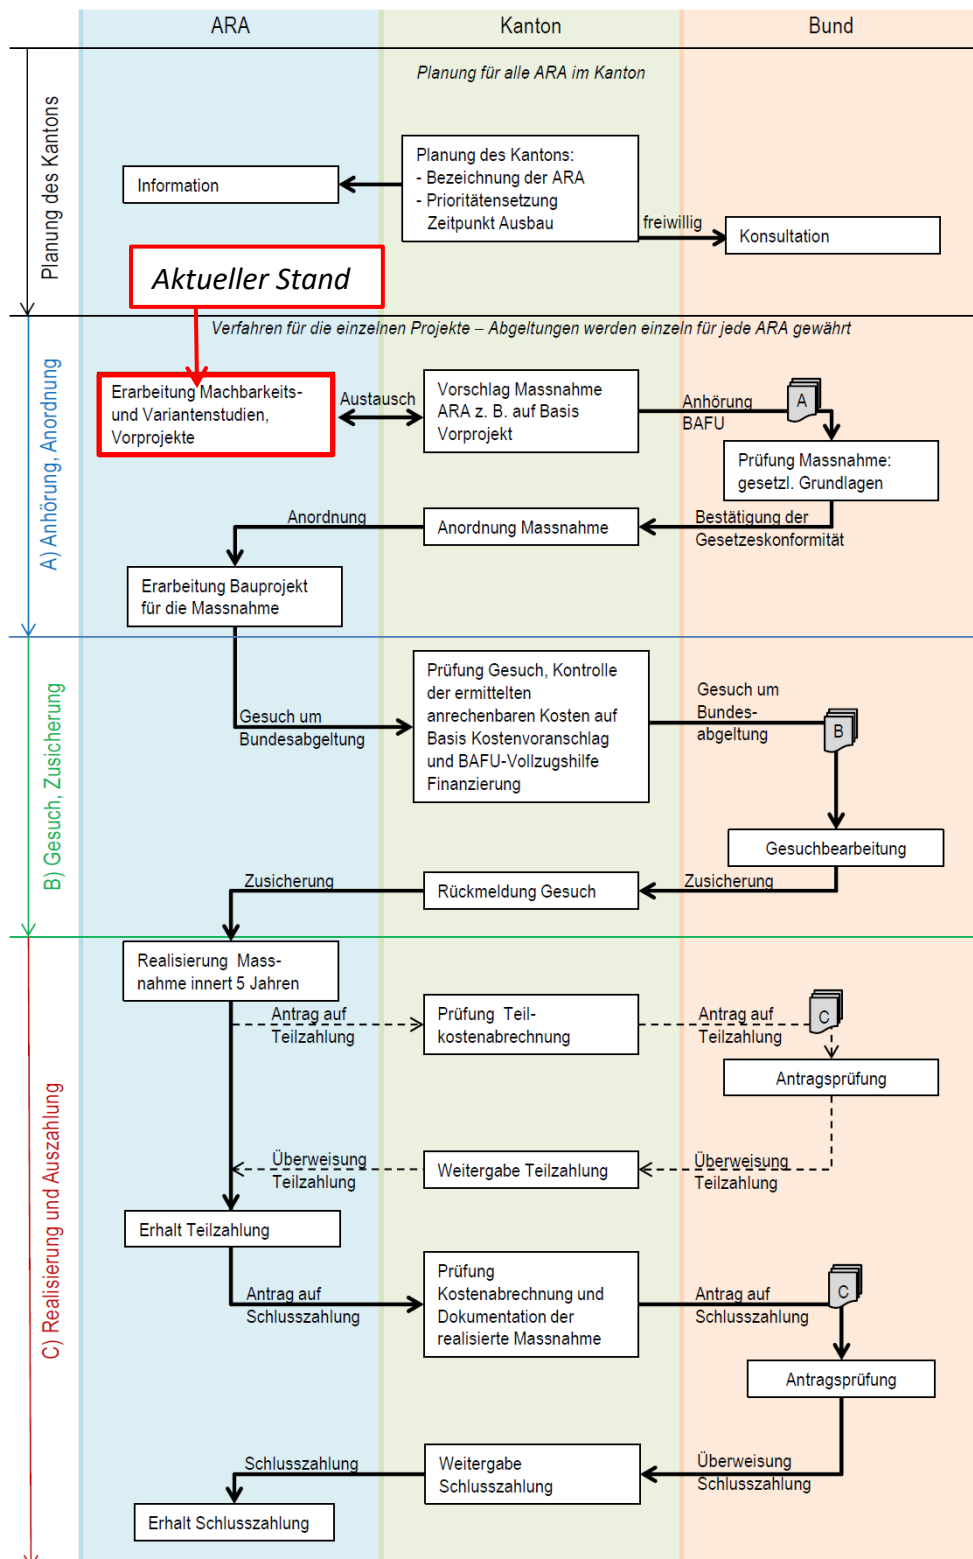 ARA
Kanton
Bund
Planung des Kantons
Planung für alle ARA im Kanton
Information
Planung des Kantons:
- Bezeichnung der ARA
- Prioritätensetzung
Zeitpunkt Ausbau
freiwillig
Konsultation
Aktueller Stand
A) Anhörung, Anordnung
Verfahren für die einzelnen Projekte – Abgeltungen werden einzeln für jede ARA gewährt
Erarbeitung Machbarkeits-
und Variantenstudien,
Vorprojekte
Austausch
Vorschlag Massnahme
ARA z. B. auf Basis
Vorprojekt
Anhörung
BAFU
A
Prüfung Massnahme:
gesetzl. Grundlagen
Anordnung
Anordnung Massnahme
Bestätigung der
Gesetzeskonformität
Erarbeitung Bauprojekt
für die Massnahme
B) Gesuch, Zusicherung
Gesuch um
Bundesabgeltung
Prüfung Gesuch, Kontrolle
der ermittelten
anrechenbaren Kosten auf
Basis Kostenvoranschlag
und BAFU-Vollzugshilfe
Finanzierung
Gesuch um
Bundes-
abgeltung
B
Gesuchbearbeitung
Zusicherung
Rückmeldung Gesuch
Zusicherung
C) Realisierung und Auszahlung
Realisierung Mass-
nahme innert 5 Jahren
Antrag auf
Teilzahlung
Prüfung Teil-
kostenabrechnung
Antrag auf
Teilzahlung
C
Antragsprüfung
Überweisung
Teilzahlung
Weitergabe Teilzahlung
Überweisung
Teilzahlung
Erhalt Teilzahlung
Antrag auf
Schlusszahlung
Prüfung
Kostenabrechnung und
Dokumentation der
realisierte Massnahme
Antrag auf
Schlusszahlung
C
Antragsprüfung
Schlusszahlung
Weitergabe
Schlusszahlung
Überweisung
Schlusszahlung
Erhalt Schlusszahlung